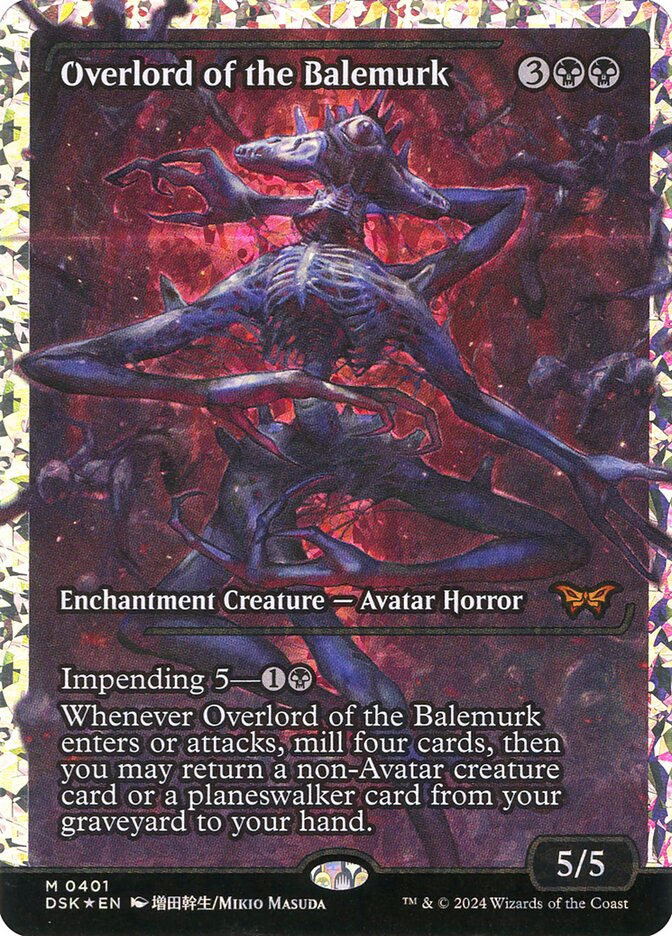 Overlord of the Balemurk 3
Enchantment Creature — Avatar Horror
Impending 5—1
Whenever Overlord of the Balemurk
enters or attacks, mill four cards, then
you may return a non-Avatar creature
card or a planeswalker card from your
graveyard to your hand.
5/5
M 0401
DSK★EN 増田幹生/Mikio Masuda ™ & © 2024 Wizards of the Coast